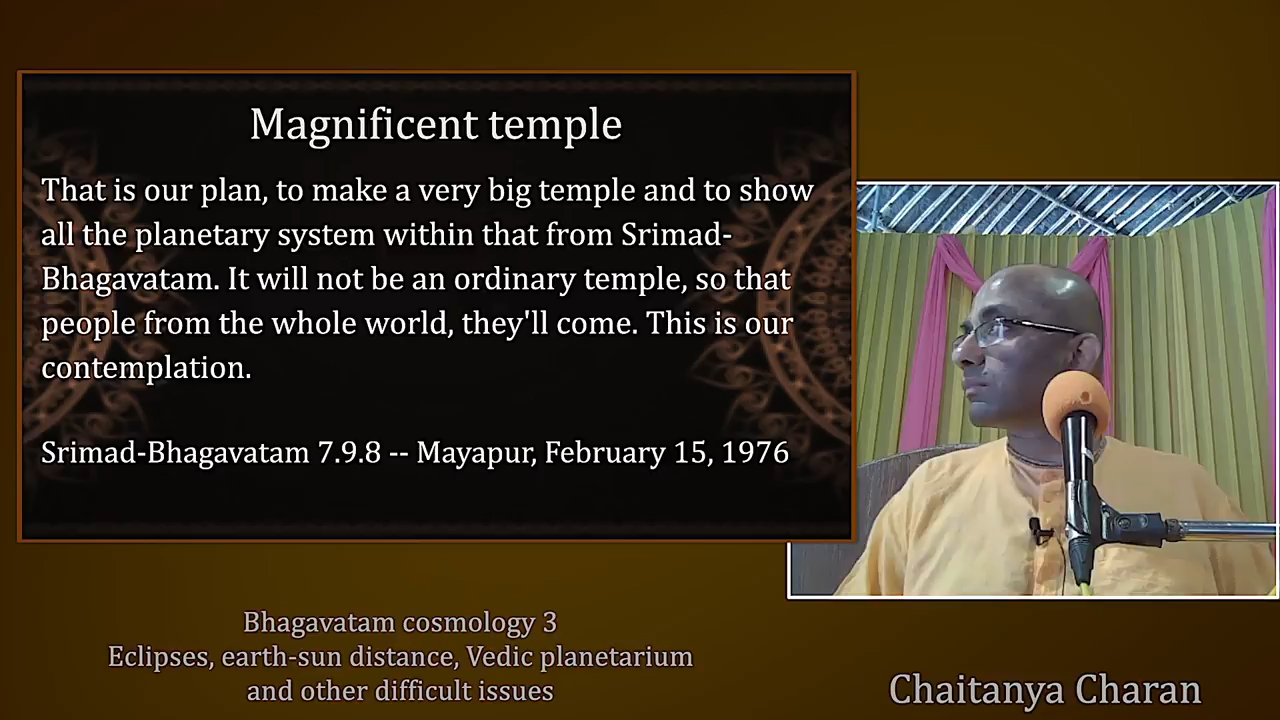 Magnificent temple
That is our plan, to make a very big temple and to show
all the planetary system within that from Srimad-
Bhagavatam. It will not be an ordinary temple, so that
people from the whole world, they'll come. This is our
contemplation.
Srimad-Bhagavatam 7.9.8 -- Mayapur, February 15, 1976
Bhagavatam cosmology 3
Eclipses, earth-sun distance, Vedic planetarium
and other difficult issues
Chaitanya Charan